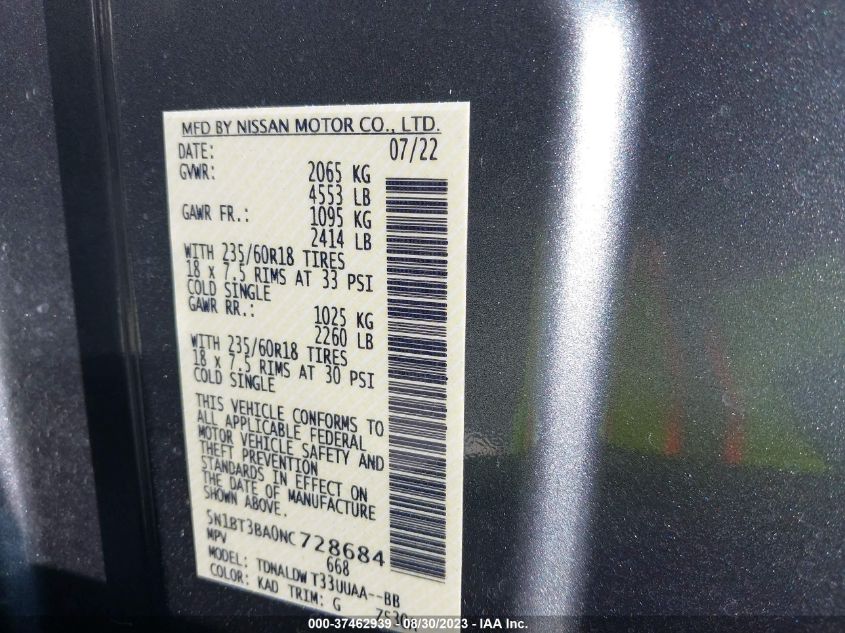 MFD BY NISSAN MOTOR CO., LTD.
DATE: 07/22
GVWR: 2065 KG
4553 LB
GAWR FR.: 1095 KG
2414 LB
WITH 235/60R18 TIRES
18 x 7.5 RIMS AT 33 PSI
COLD SINGLE
GAWR RR.: 1025 KG
2260 LB
WITH 235/60R18 TIRES
18 x 7.5 RIMS AT 30 PSI
COLD SINGLE
THIS VEHICLE CONFORMS TO
ALL APPLICABLE FEDERAL
MOTOR VEHICLE SAFETY AND
THEFT PREVENTION
STANDARDS IN EFFECT ON
THE DATE OF MANUFACTURE
SHOWN ABOVE.
5N1BT3BA0NC728684
MPV 668
MODEL: TDNALDW T33UUAA--BB
COLOR: KAD TRIM: G
000-37462939 - 08/30/2023 - IAA Inc.